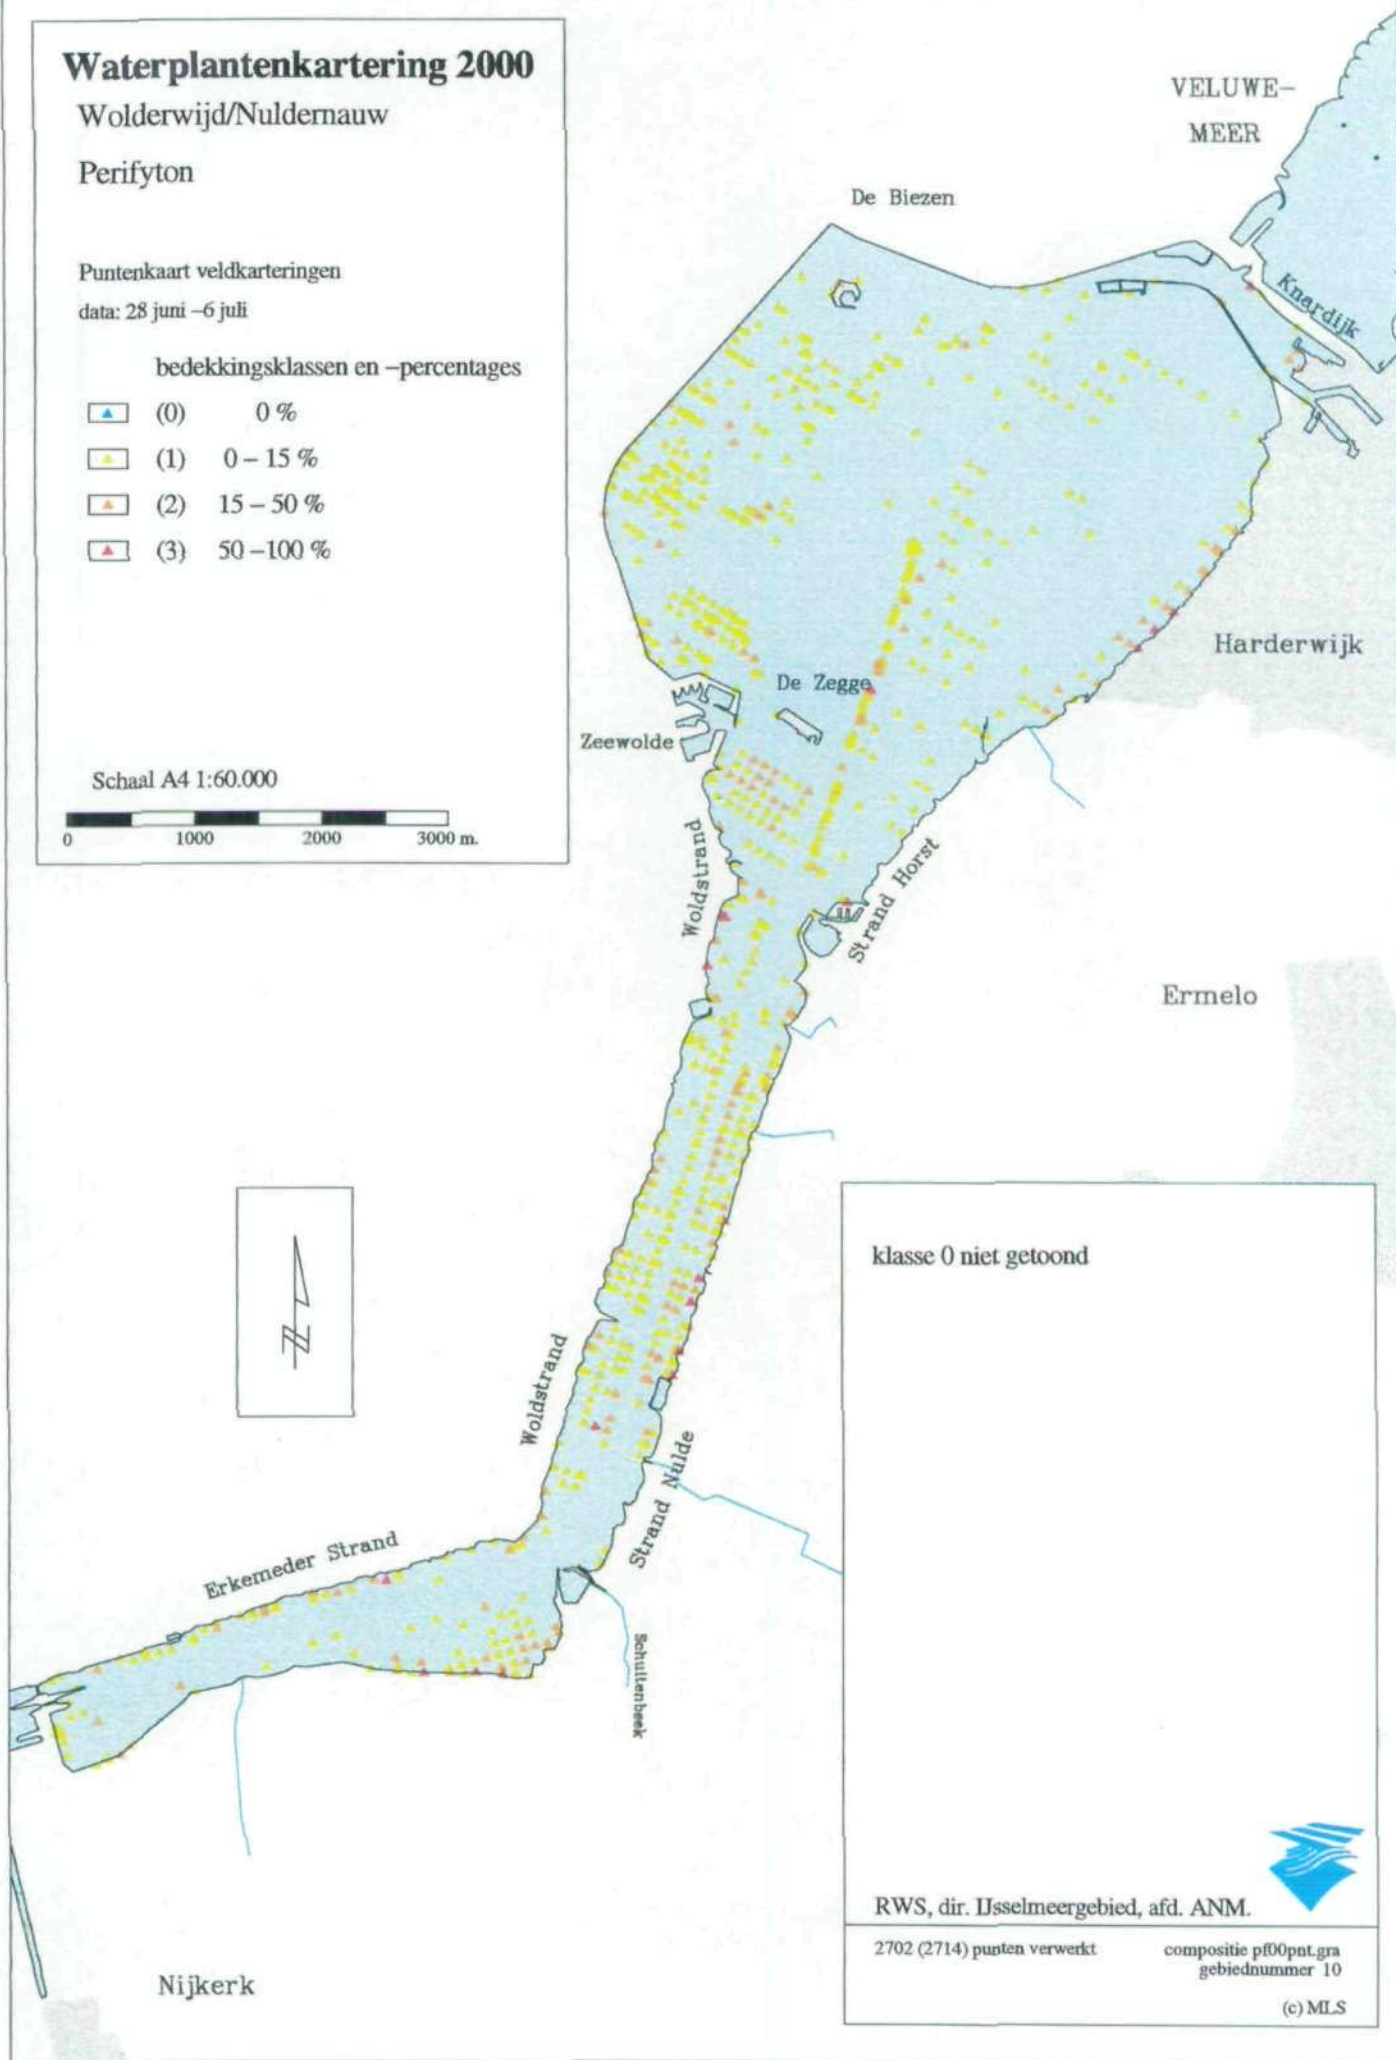 Waterplantenkartering 2000
Wolderwijd/Nuldernauw
Perifyton
Puntenkaart veldkarteringen
data: 28 juni –6 juli
bedekkingsklassen en –percentages
(0) 0 %
(1) 0 – 15 %
(2) 15 – 50 %
(3) 50 –100 %
Schaal A4 1:60.000
0 1000 2000 3000 m.
VELUWE–
MEER
De Biezen
Knardijk
Harderwijk
De Zegge
Zeewolde
Woldstrand
Strand Horst
Ermelo
Woldstrand
Strand Nulde
Erkemeder Strand
Schuitenbeek
Nijkerk
klasse 0 niet getoond
RWS, dir. IJsselmeergebied, afd. ANM.
2702 (2714) punten verwerkt
compositie pf00pnt.gra
gebiednummer 10
(c) MLS